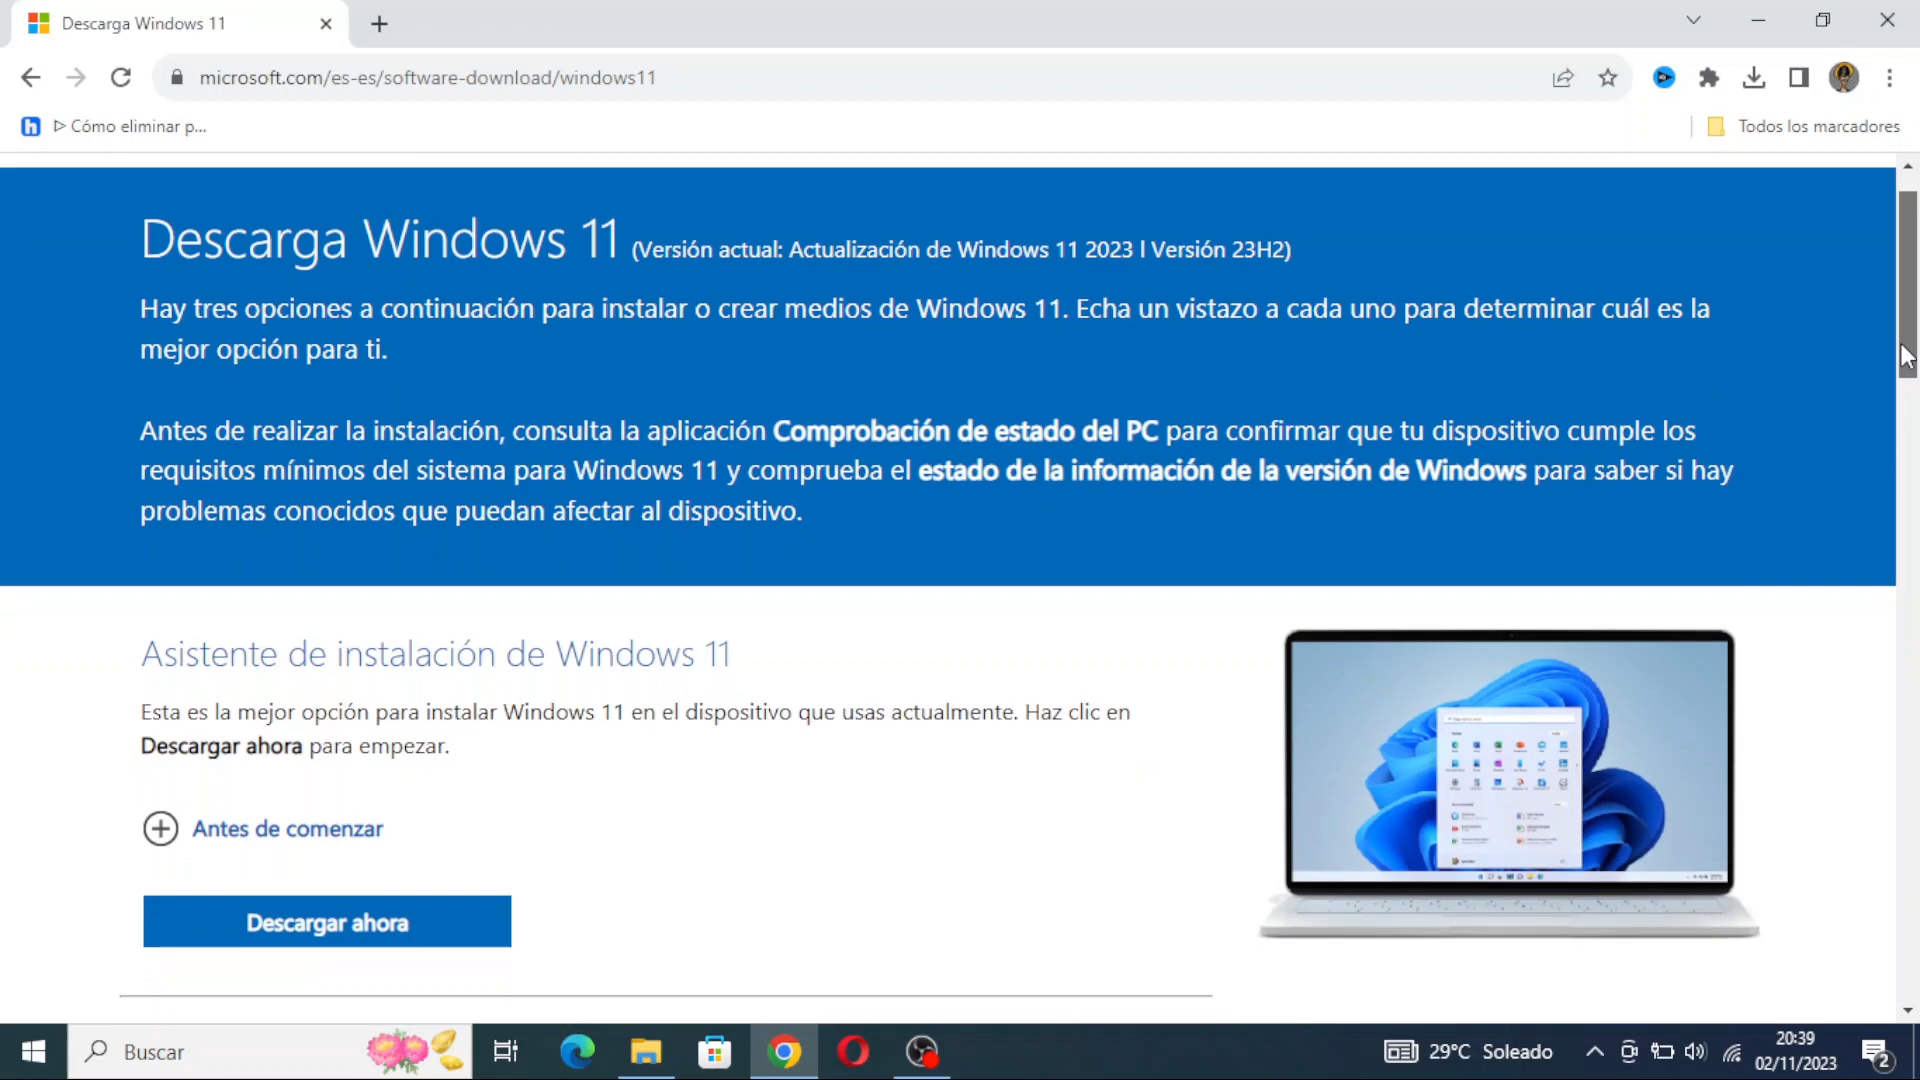 Descarga Windows 11
microsoft.com/es-es/software-download/windows11
h
Cómo eliminar p...
Todos los marcadores
Descarga Windows 11 (Versión actual: Actualización de Windows 11 2023 l Versión 23H2)
Hay tres opciones a continuación para instalar o crear medios de Windows 11. Echa un vistazo a cada uno para determinar cuál es la
mejor opción para ti.
Antes de realizar la instalación, consulta la aplicación Comprobación de estado del PC para confirmar que tu dispositivo cumple los
requisitos mínimos del sistema para Windows 11 y comprueba el estado de la información de la versión de Windows para saber si hay
problemas conocidos que puedan afectar al dispositivo.
Asistente de instalación de Windows 11
Esta es la mejor opción para instalar Windows 11 en el dispositivo que usas actualmente. Haz clic en
Descargar ahora para empezar.
Antes de comenzar
Descargar ahora
Buscar
29°C Soleado
20:39
02/11/2023
2